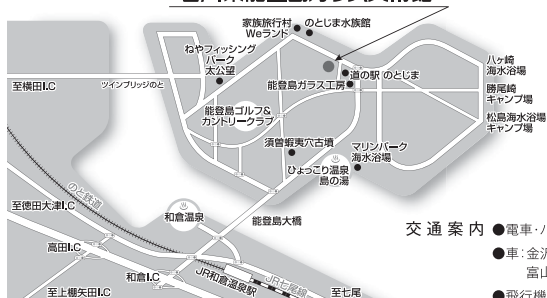 家族旅行村
Weランド
のとじま水族館
ねやフィッシング
パーク
太公望
八ヶ崎
海水浴場
道の駅 のとじま
至横田I.C
ツインブリッジのと
能登島ガラス工房
勝尾崎
キャンプ場
能登島ゴルフ&
カントリークラブ
松島海水浴場
キャンプ場
須曽蝦夷穴古墳
マリンパーク
海水浴場
ひょっこり温泉
島の湯
のと鉄道
至徳田大津I.C
和倉温泉
能登島大橋
交通案内
●電車・バ
高田I.C
●車:金沢
富山
和倉I.C
JR和倉温泉駅
JR七尾線
至上棚矢田I.C
至七尾
●飛行機